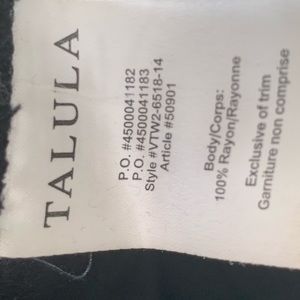 TALULA
P.O. #4500041182
P.O. #4500041183
Style #VTW2-6518-14
Article #50901
Body/Corps:
100% Rayon/Rayonne
Exclusive of trim
Garniture non comprise